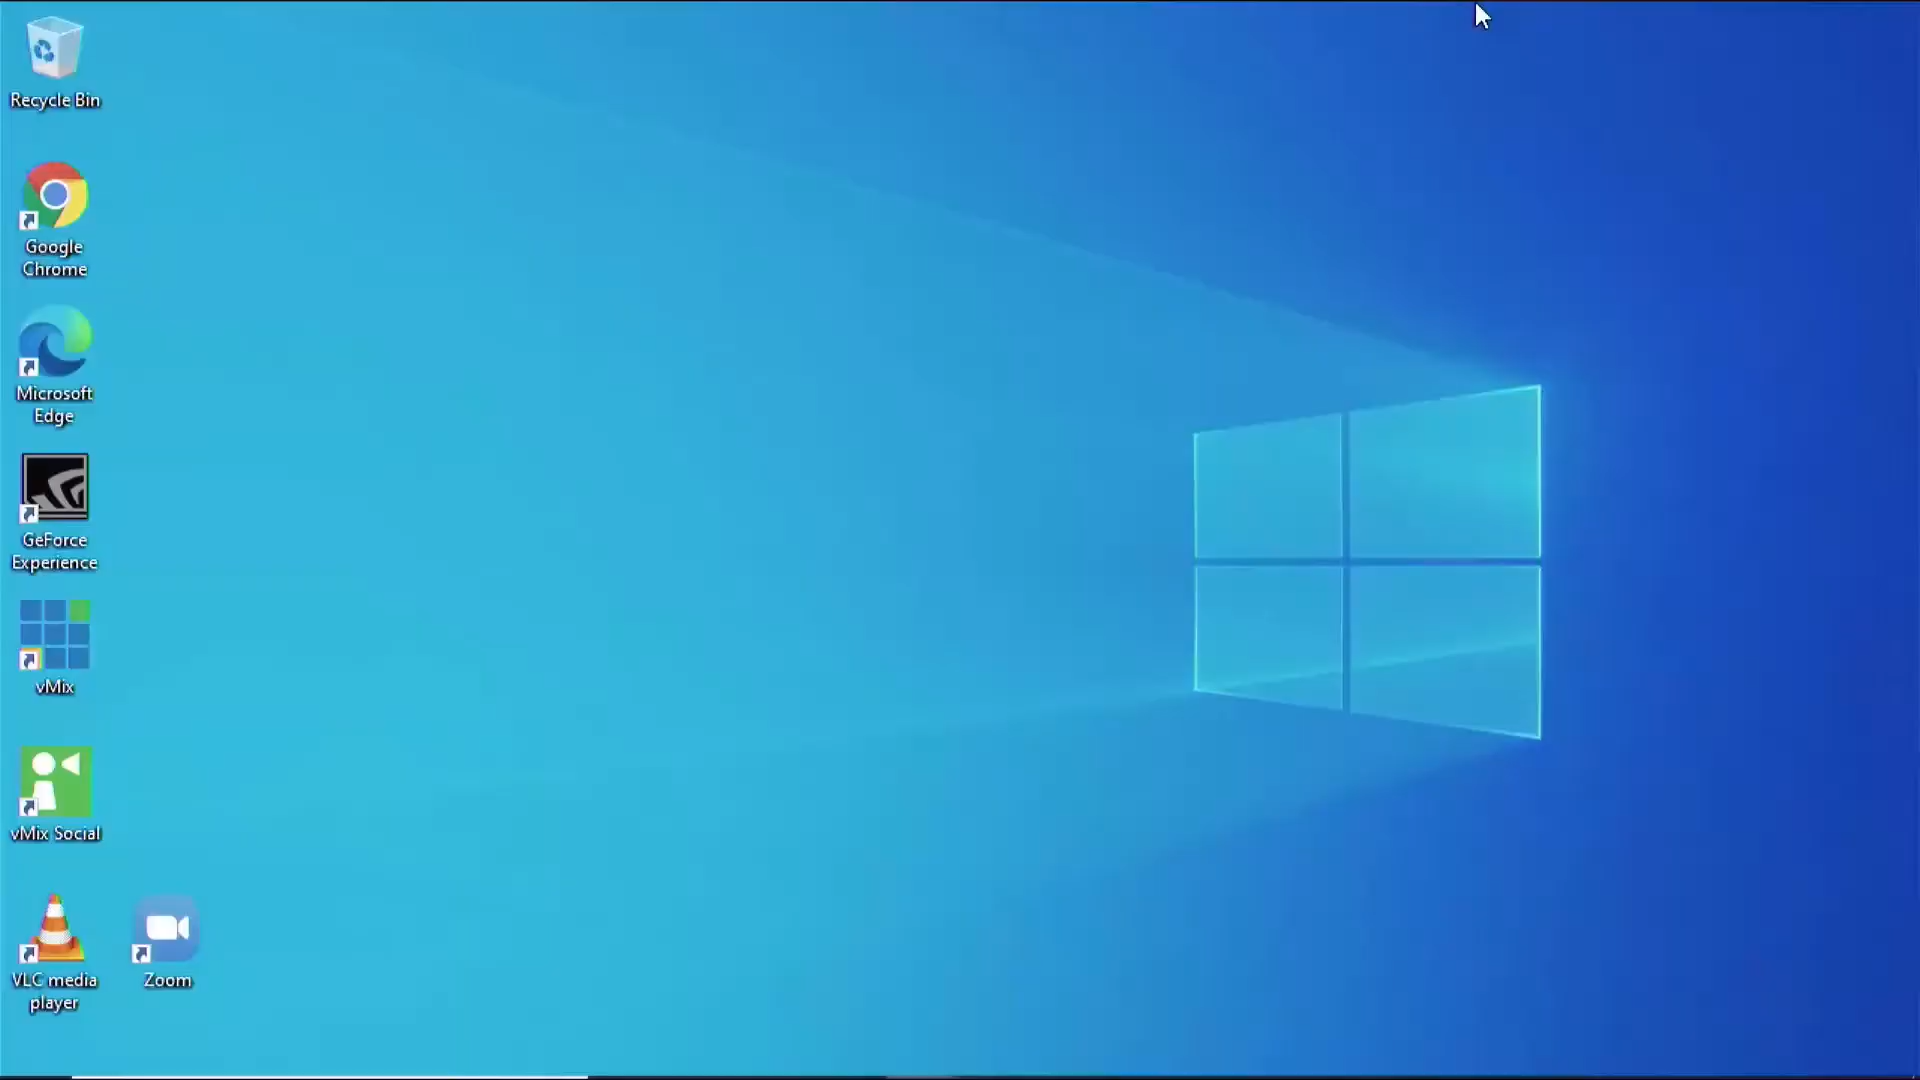 Recycle Bin
Google
Chrome
Microsoft
Edge
GeForce
Experience
vMix
vMix Social
VLC media
player
Zoom